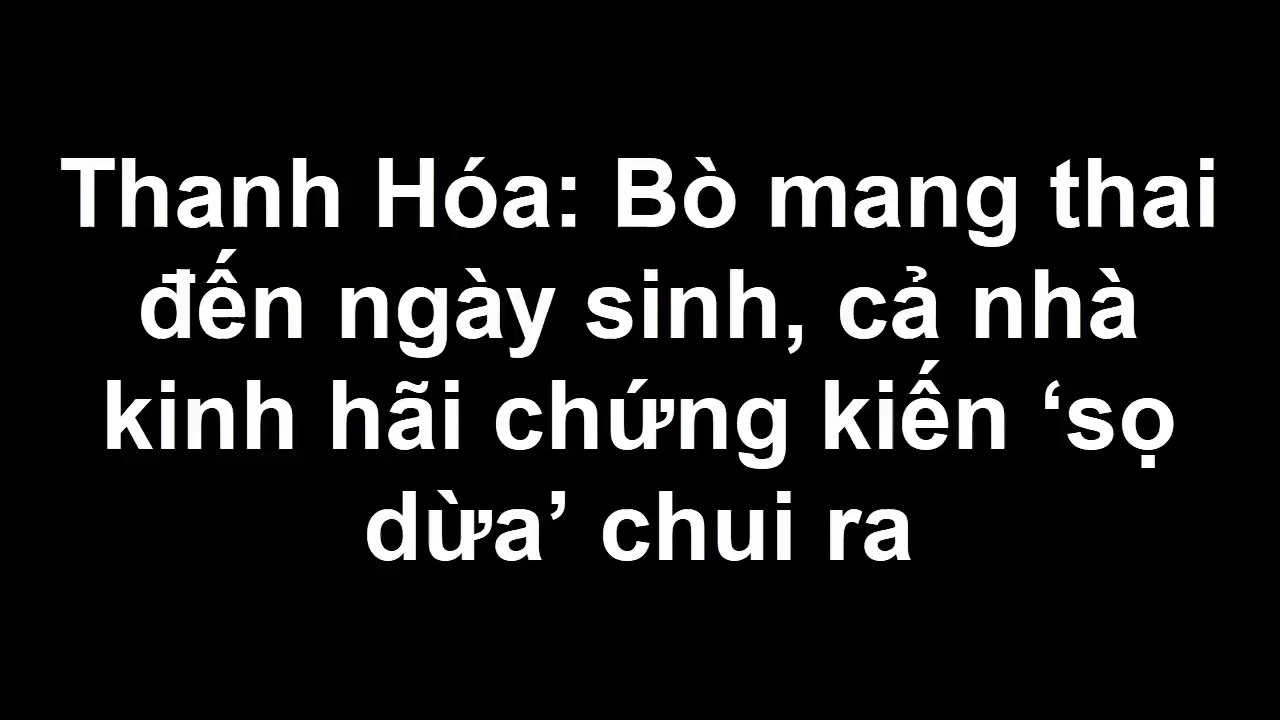 Thanh Hóa: Bò mang thai
đến ngày sinh, cả nhà
kinh hãi chứng kiến ‘sọ
dừa’ chui ra